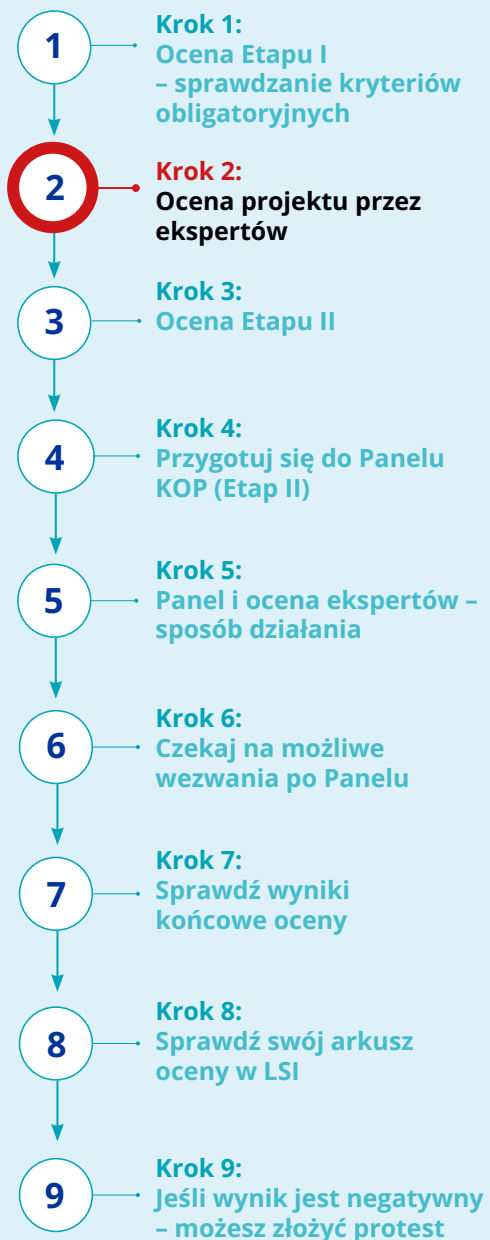 1
Krok 1:
Ocena Etapu I
– sprawdzanie kryteriów
obligatoryjnych
2
Krok 2:
Ocena projektu przez
ekspertów
3
Krok 3:
Ocena Etapu II
4
Krok 4:
Przygotuj się do Panelu
KOP (Etap II)
5
Krok 5:
Panel i ocena ekspertów –
sposób działania
6
Krok 6:
Czekaj na możliwe
wezwania po Panelu
7
Krok 7:
Sprawdź wyniki
końcowe oceny
8
Krok 8:
Sprawdź swój arkusz
oceny w LSI
9
Krok 9:
Jeśli wynik jest negatywny
– możesz złożyć protest